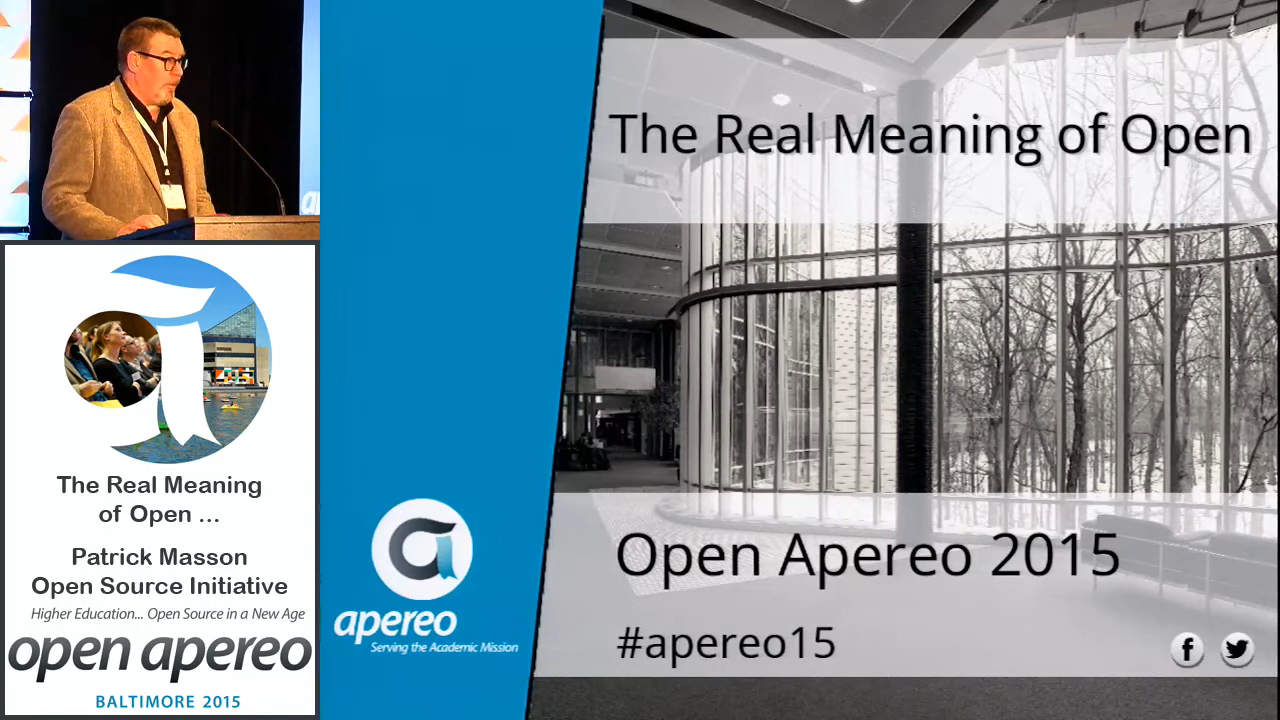 The Real Meaning
of Open ...
Patrick Masson
Open Source Initiative
Higher Education... Open Source in a New Age
open apereo
BALTIMORE 2015
apereo
Serving the Academic Mission
The Real Meaning of Open
Open Apereo 2015
#apereo15